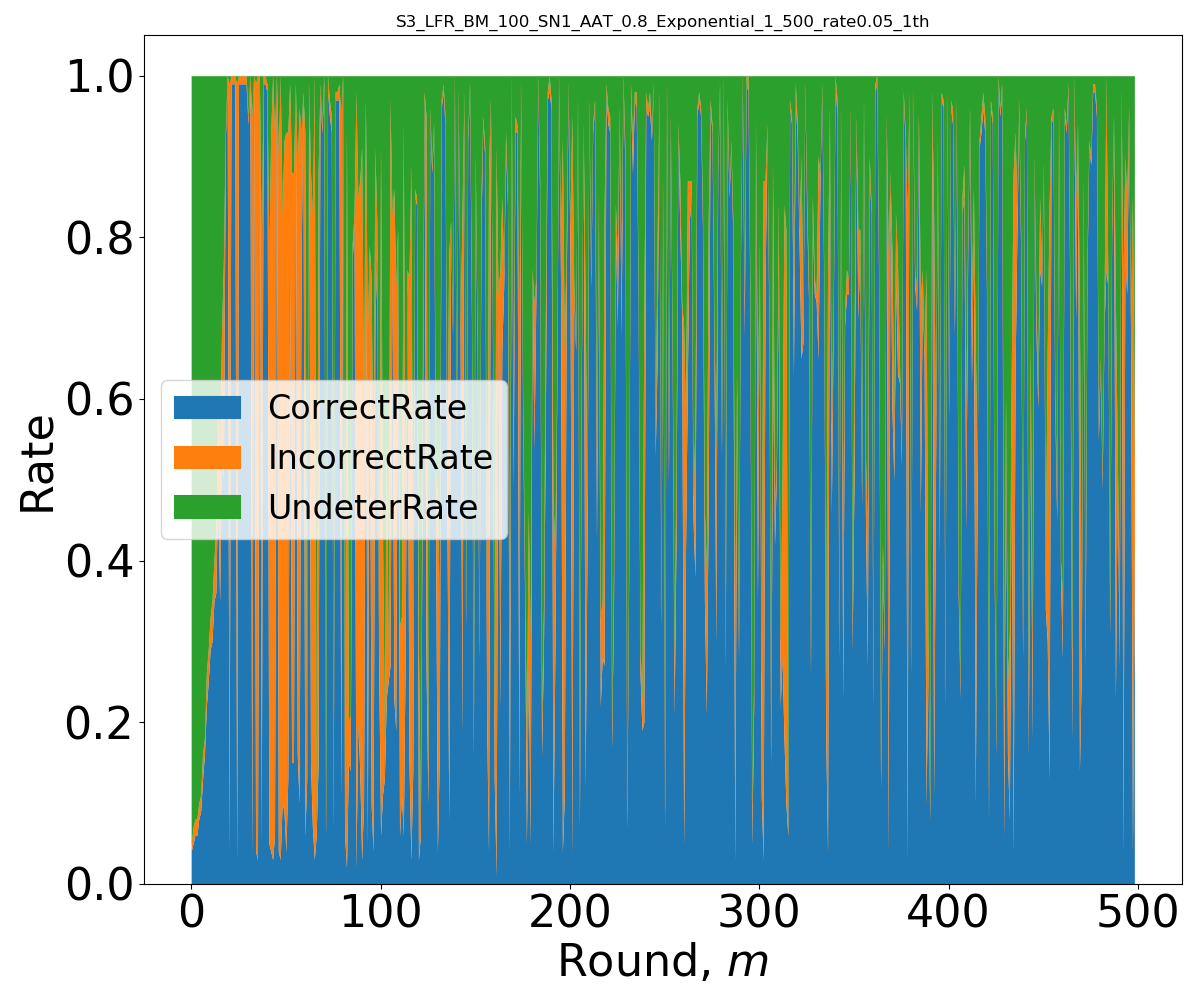 S3_LFR_BM_100_SN1_AAT_0.8_Exponential_1_500_rate0.05_1th
1.0
0.8
0.6
0.4
0.2
0.0
Rate
CorrectRate
IncorrectRate
UndeterRate
0 100 200 300 400 500
Round, m